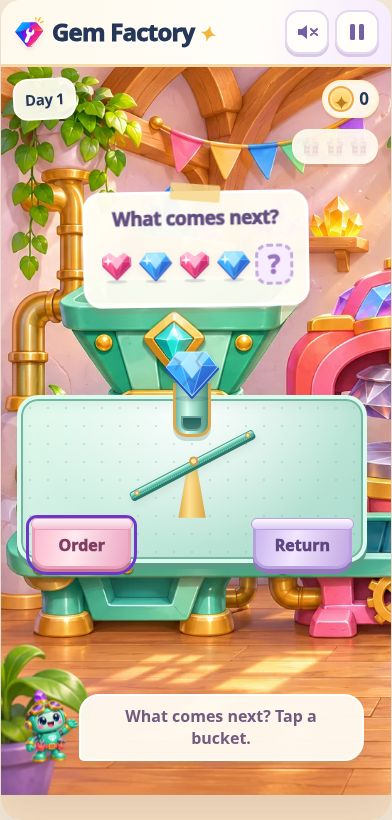 Gem Factory
Day 1
0
What comes next?
?
Order
Return
What comes next? Tap a
bucket.